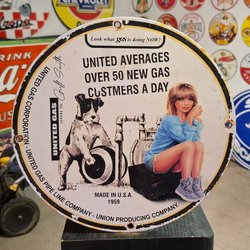 Look what gas is doing NOW!
UNITED AVERAGES
OVER 50 NEW GAS
CUSTMERS A DAY
UNITED GAS
MADE IN U.S.A.
1959
UNITED GAS CORPORATION · UNITED GAS PIPE LINE COMPANY · UNION PRODUCING COMPANY